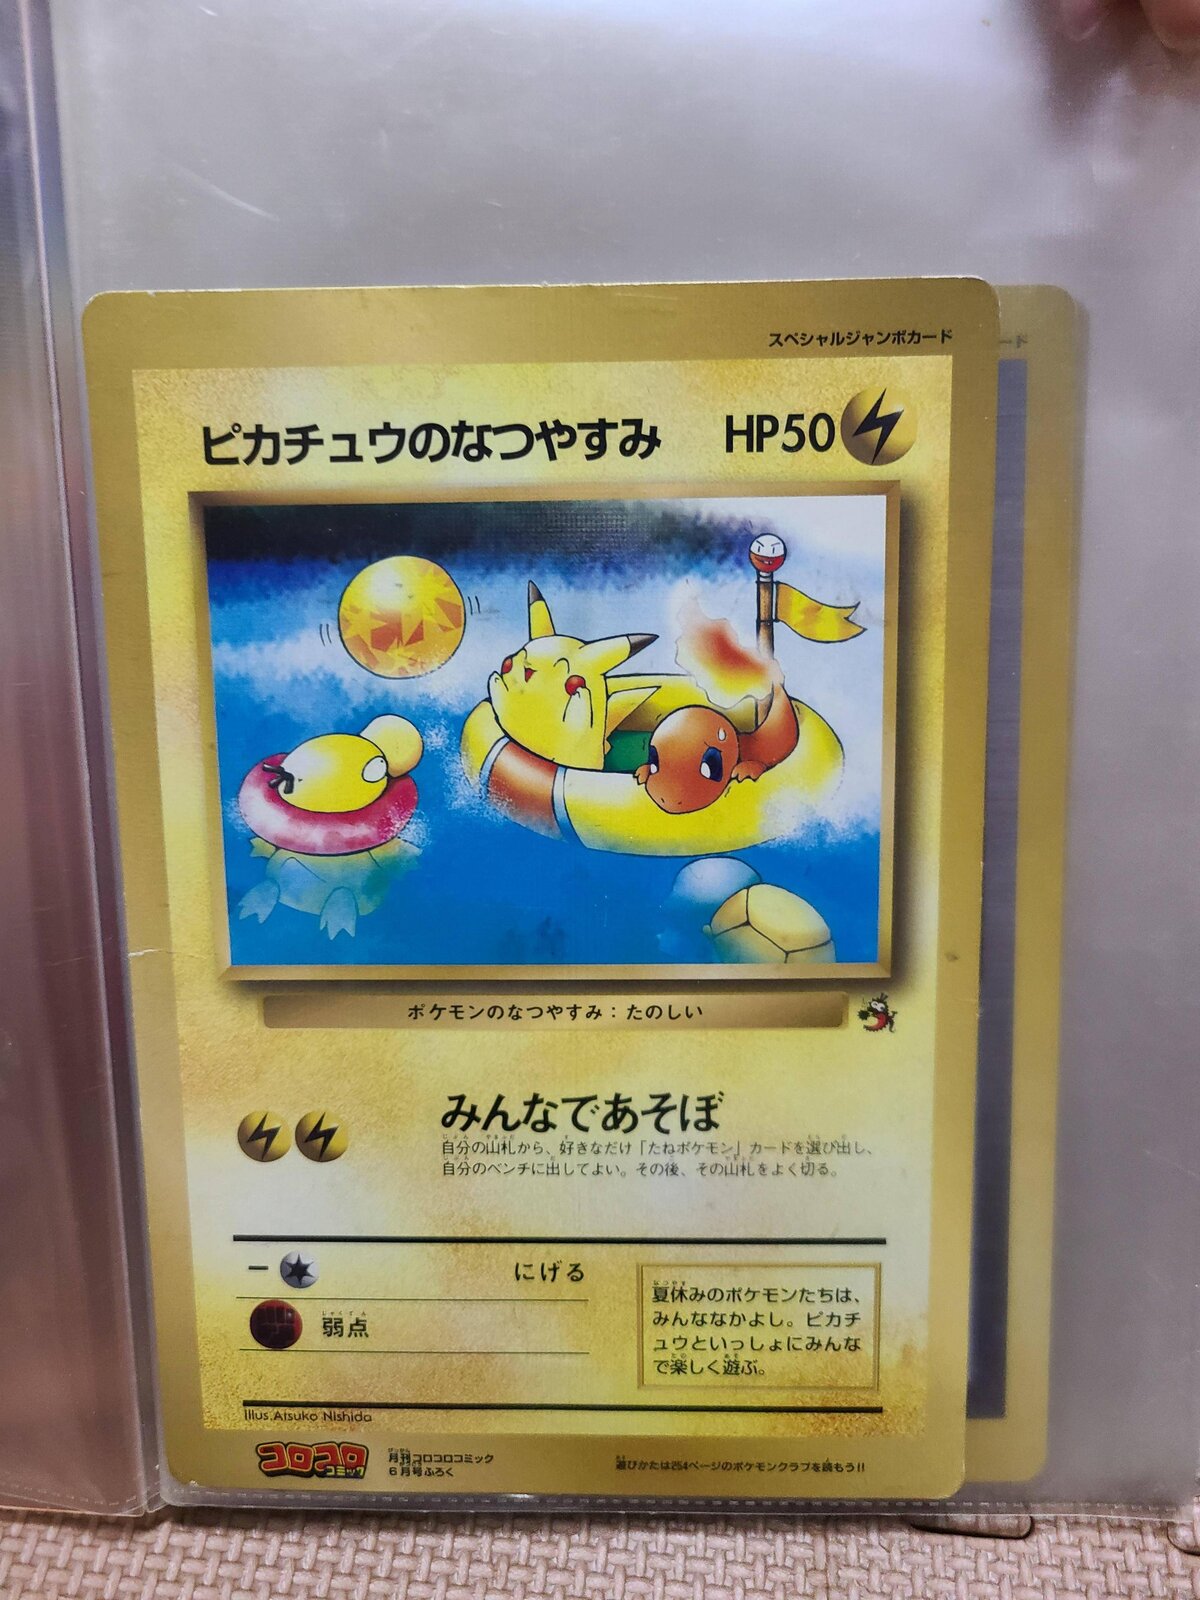 スペシャルジャンボカード
ピカチュウのなつやすみ HP50
ポケモンのなつやすみ：たのしい
みんなであそぼ
自分の山札から、好きなだけ「たねポケモン」カードを選び出し、
自分のベンチに出してよい。その後、その山札をよく切る。
にげる
弱点
夏休みのポケモンたちは、
みんななかよし。ピカチ
ュウといっしょにみんな
で楽しく遊ぶ。
Illus.Atsuko Nishida
コロコロ
コミック
月刊コロコロコミック
6月号ふろく
遊びかたは254ページのポケモンクラブを読もう!!
ード